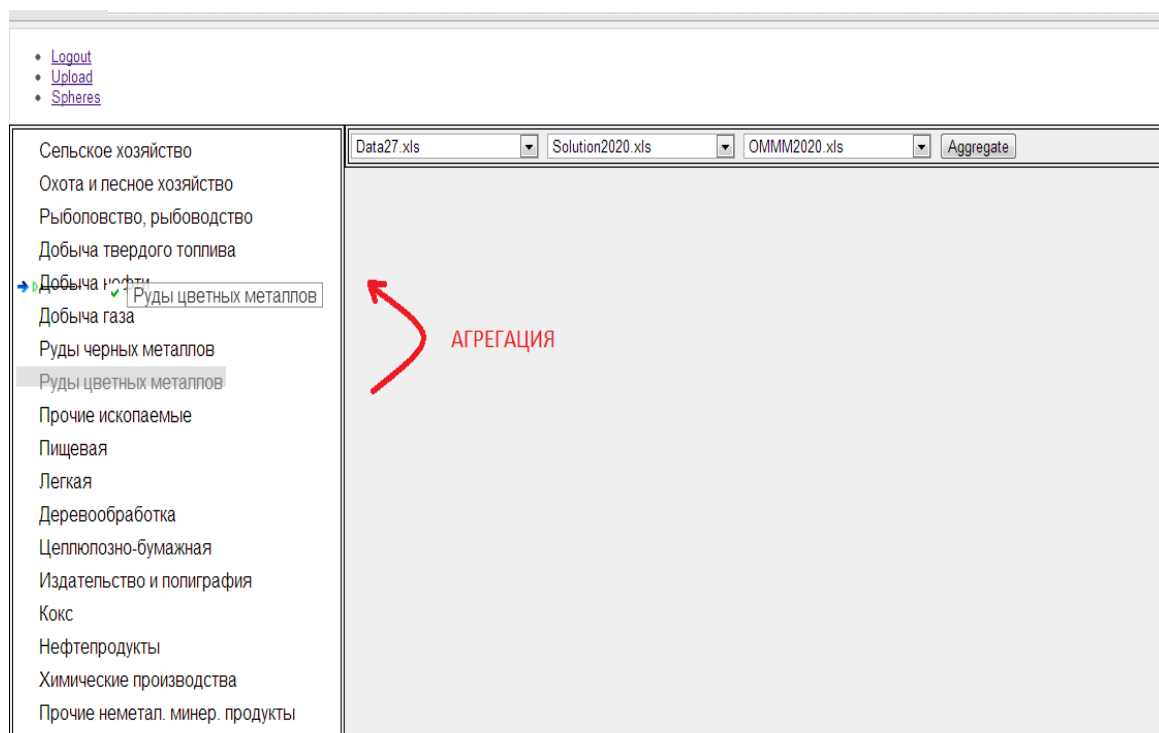 Logout
Upload
Spheres
Data27.xls Solution2020.xls OMMM2020.xls Aggregate
Сельское хозяйство
Охота и лесное хозяйство
Рыболовство, рыбоводство
Добыча твердого топлива
Добыча нефти
Руды цветных металлов
Добыча газа
Руды черных металлов
Руды цветных металлов
Прочие ископаемые
Пищевая
Легкая
Деревообработка
Целлюлозно-бумажная
Издательство и полиграфия
Кокс
Нефтепродукты
Химические производства
Прочие неметал. минер. продукты
АГРЕГАЦИЯ